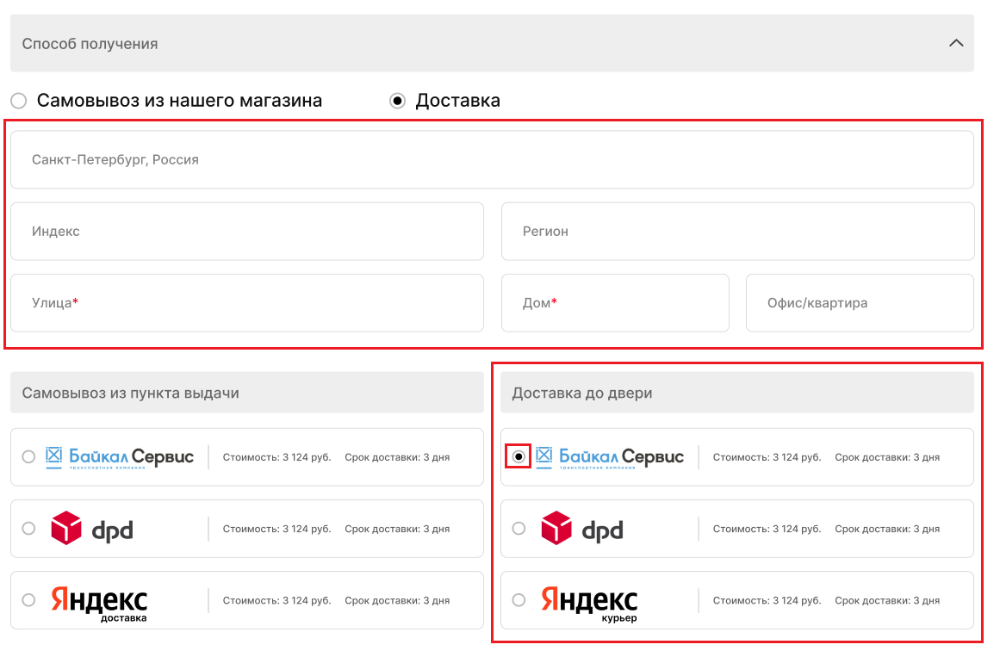 Способ получения
Самовывоз из нашего магазина
Доставка
Санкт-Петербург, Россия
Индекс
Регион
Улица*
Дом*
Офис/квартира
Самовывоз из пункта выдачи
Байкал Сервис
транспортная компания
Стоимость: 3 124 руб. Срок доставки: 3 дня
dpd
Стоимость: 3 124 руб. Срок доставки: 3 дня
Яндекс
доставка
Стоимость: 3 124 руб. Срок доставки: 3 дня
Доставка до двери
Байкал Сервис
транспортная компания
Стоимость: 3 124 руб. Срок доставки: 3 дня
dpd
Стоимость: 3 124 руб. Срок доставки: 3 дня
Яндекс
курьер
Стоимость: 3 124 руб. Срок доставки: 3 дня